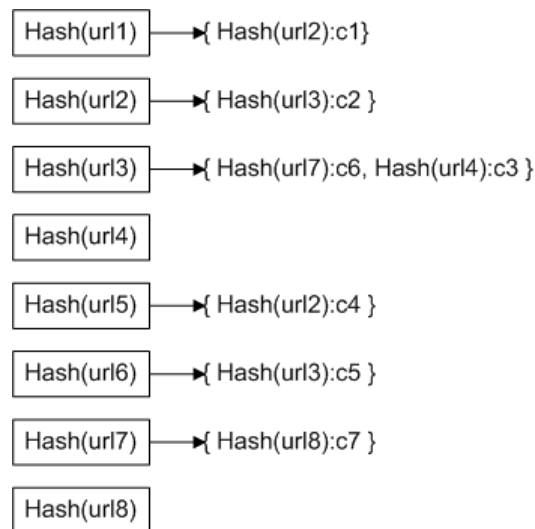 Hash(url1) { Hash(url2):c1}
Hash(url2) { Hash(url3):c2 }
Hash(url3) { Hash(url7):c6, Hash(url4):c3 }
Hash(url4)
Hash(url5) { Hash(url2):c4 }
Hash(url6) { Hash(url3):c5 }
Hash(url7) { Hash(url8):c7 }
Hash(url8)